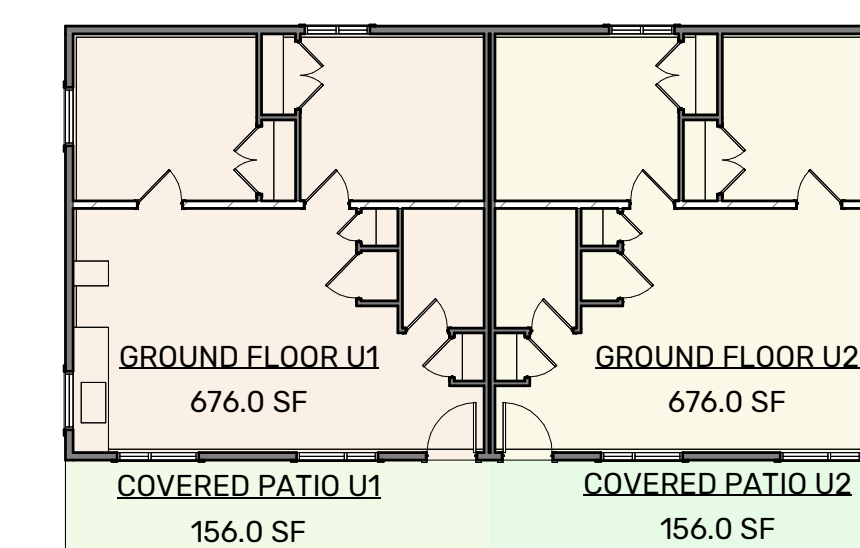 GROUND FLOOR U1
676.0 SF
GROUND FLOOR U2
676.0 SF
COVERED PATIO U1
156.0 SF
COVERED PATIO U2
156.0 SF